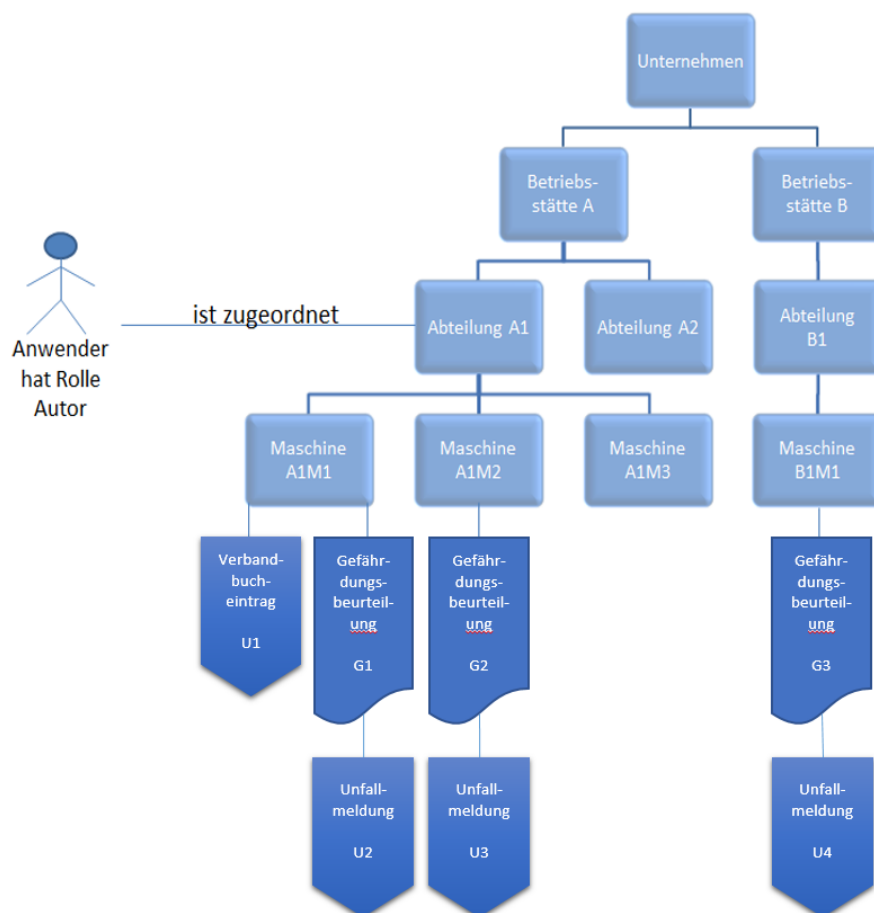 Unternehmen
Betriebs-
stätte A
Betriebs-
stätte B
ist zugeordnet
Anwender
hat Rolle
Autor
Abteilung A1
Abteilung A2
Abteilung
B1
Maschine
A1M1
Maschine
A1M2
Maschine
A1M3
Maschine
B1M1
Verband-
buch-
eintrag
U1
Gefähr-
dungs-
beurteil-
ung
G1
Gefähr-
dungs-
beurteil-
ung
G2
Gefähr-
dungs-
beurteil-
ung
G3
Unfall-
meldung
U2
Unfall-
meldung
U3
Unfall-
meldung
U4